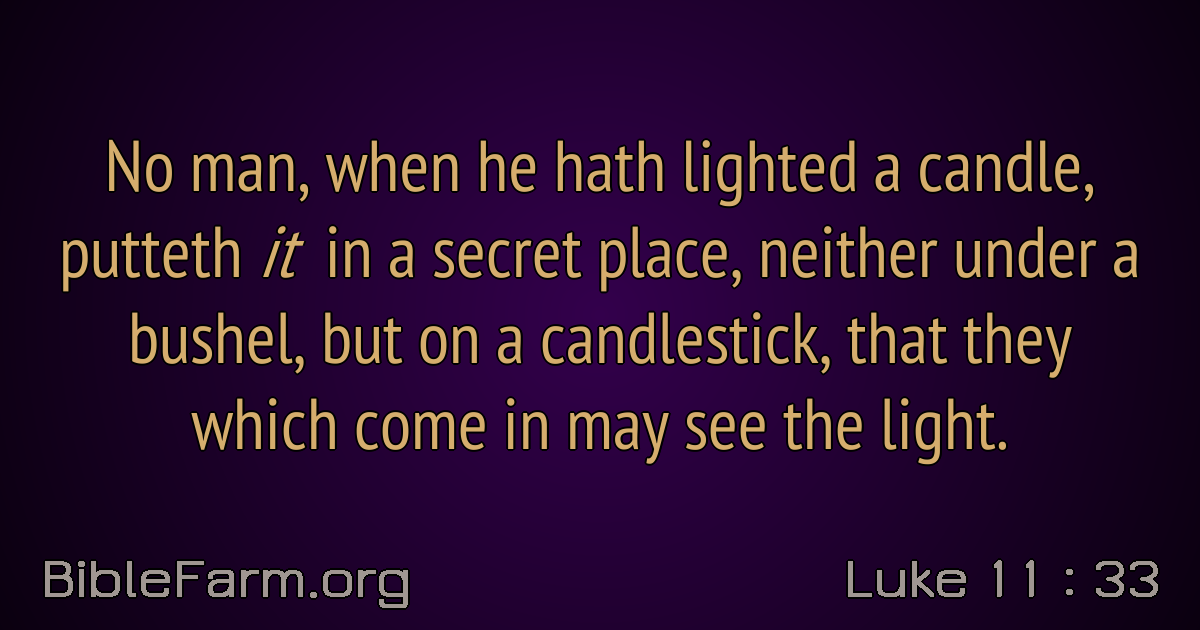 No man, when he hath lighted a candle,
putteth it in a secret place, neither under a
bushel, but on a candlestick, that they
which come in may see the light.
BibleFarm.org
Luke 11 : 33